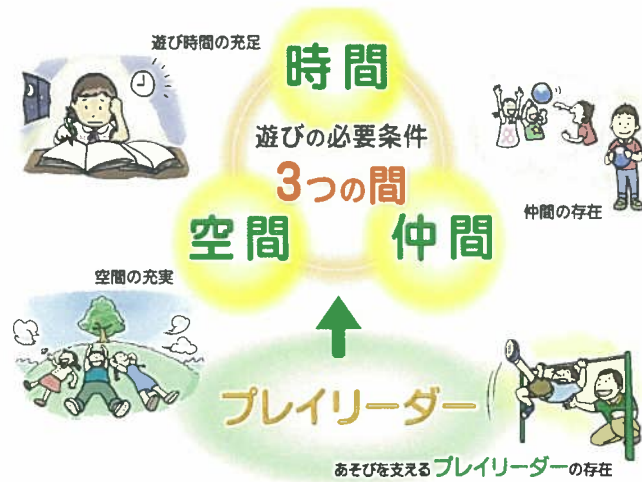 遊び時間の充足
時間
遊びの必要条件
3つの間
空間
仲間
仲間の存在
空間の充実
プレイリーダー
あそびを支えるプレイリーダーの存在